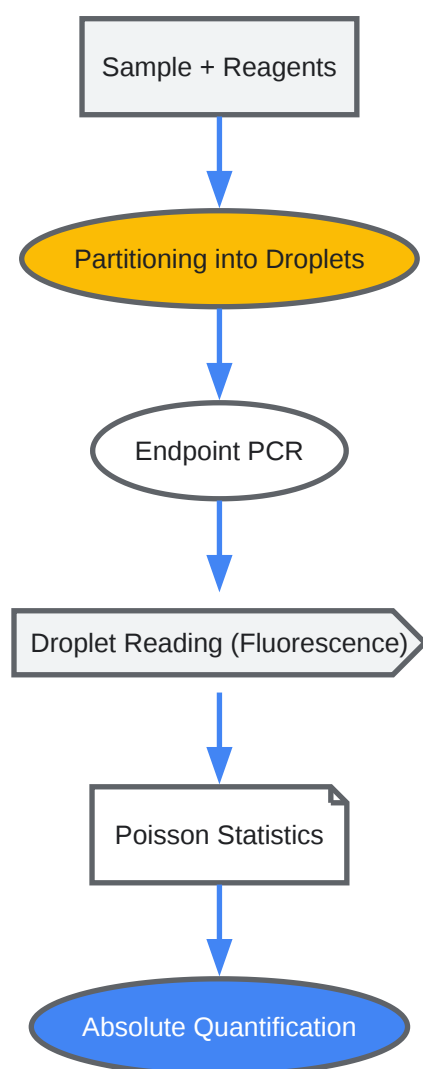 Sample + Reagents
Partitioning into Droplets
Endpoint PCR
Droplet Reading (Fluorescence)
Poisson Statistics
Absolute Quantification